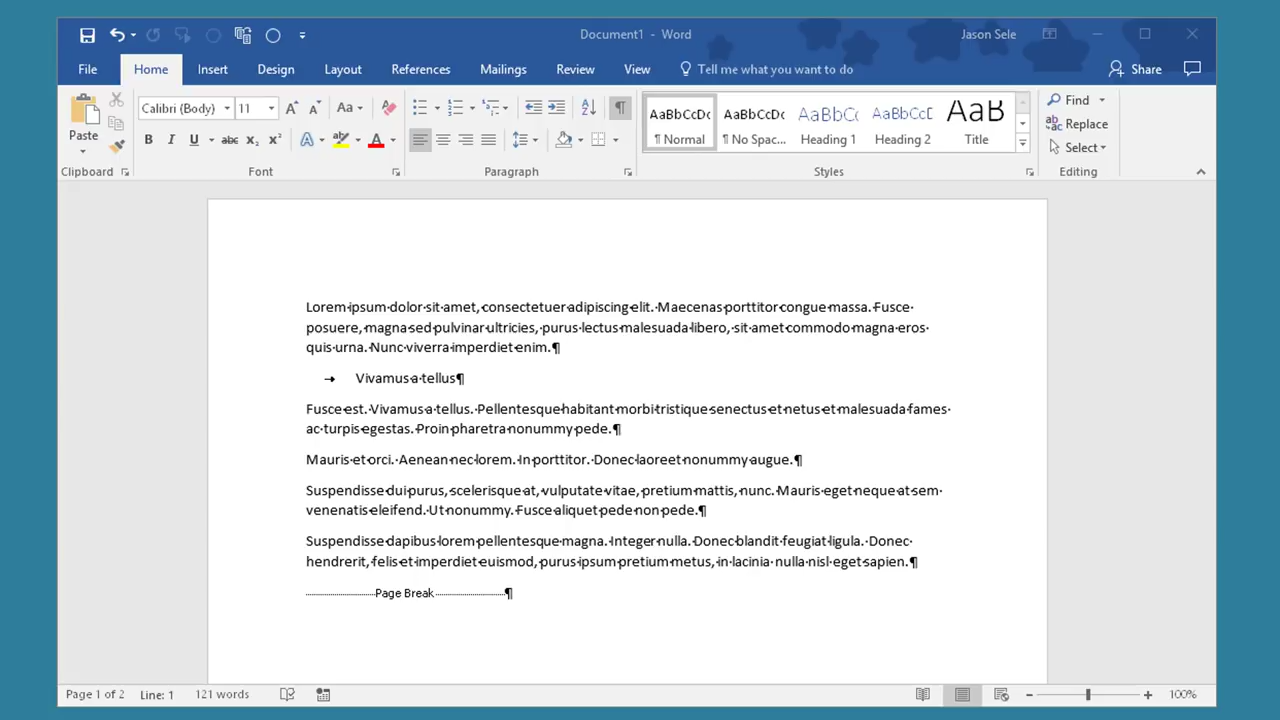 Document1 - Word
Jason Sele
File Home Insert Design Layout References Mailings Review View Tell me what you want to do Share
Paste
Calibri (Body) 11 Aa
B I U abc x₂ x² A A
AaBbCcDc AaBbCcDc AaBbCc AaBbCcD AaB
¶ Normal ¶ No Spac... Heading 1 Heading 2 Title
Find
Replace
Select
Clipboard Font Paragraph Styles Editing
Lorem·ipsum·dolor·sit·amet,·consectetuer·adipiscing·elit.·Maecenas·porttitor·congue·massa.·Fusce·
posuere,·magna·sed·pulvinar·ultricies,·purus·lectus·malesuada·libero,·sit·amet·commodo·magna·eros·
quis·urna.·Nunc·viverra·imperdiet·enim.¶
→ Vivamus·a·tellus¶
Fusce·est.·Vivamus·a·tellus.·Pellentesque·habitant·morbi·tristique·senectus·et·netus·et·malesuada·fames·
ac·turpis·egestas.·Proin·pharetra·nonummy·pede.¶
Mauris·et·orci.·Aenean·nec·lorem.·In·porttitor.·Donec·laoreet·nonummy·augue.¶
Suspendisse·dui·purus,·scelerisque·at,·vulputate·vitae,·pretium·mattis,·nunc.·Mauris·eget·neque·at·sem·
venenatis·eleifend.·Ut·nonummy.·Fusce·aliquet·pede·non·pede.¶
Suspendisse·dapibus·lorem·pellentesque·magna.·Integer·nulla.·Donec·blandit·feugiat·ligula.·Donec·
hendrerit,·felis·et·imperdiet·euismod,·purus·ipsum·pretium·metus,·in·lacinia·nulla·nisl·eget·sapien.¶
Page Break¶
Page 1 of 2 Line: 1 121 words 100%